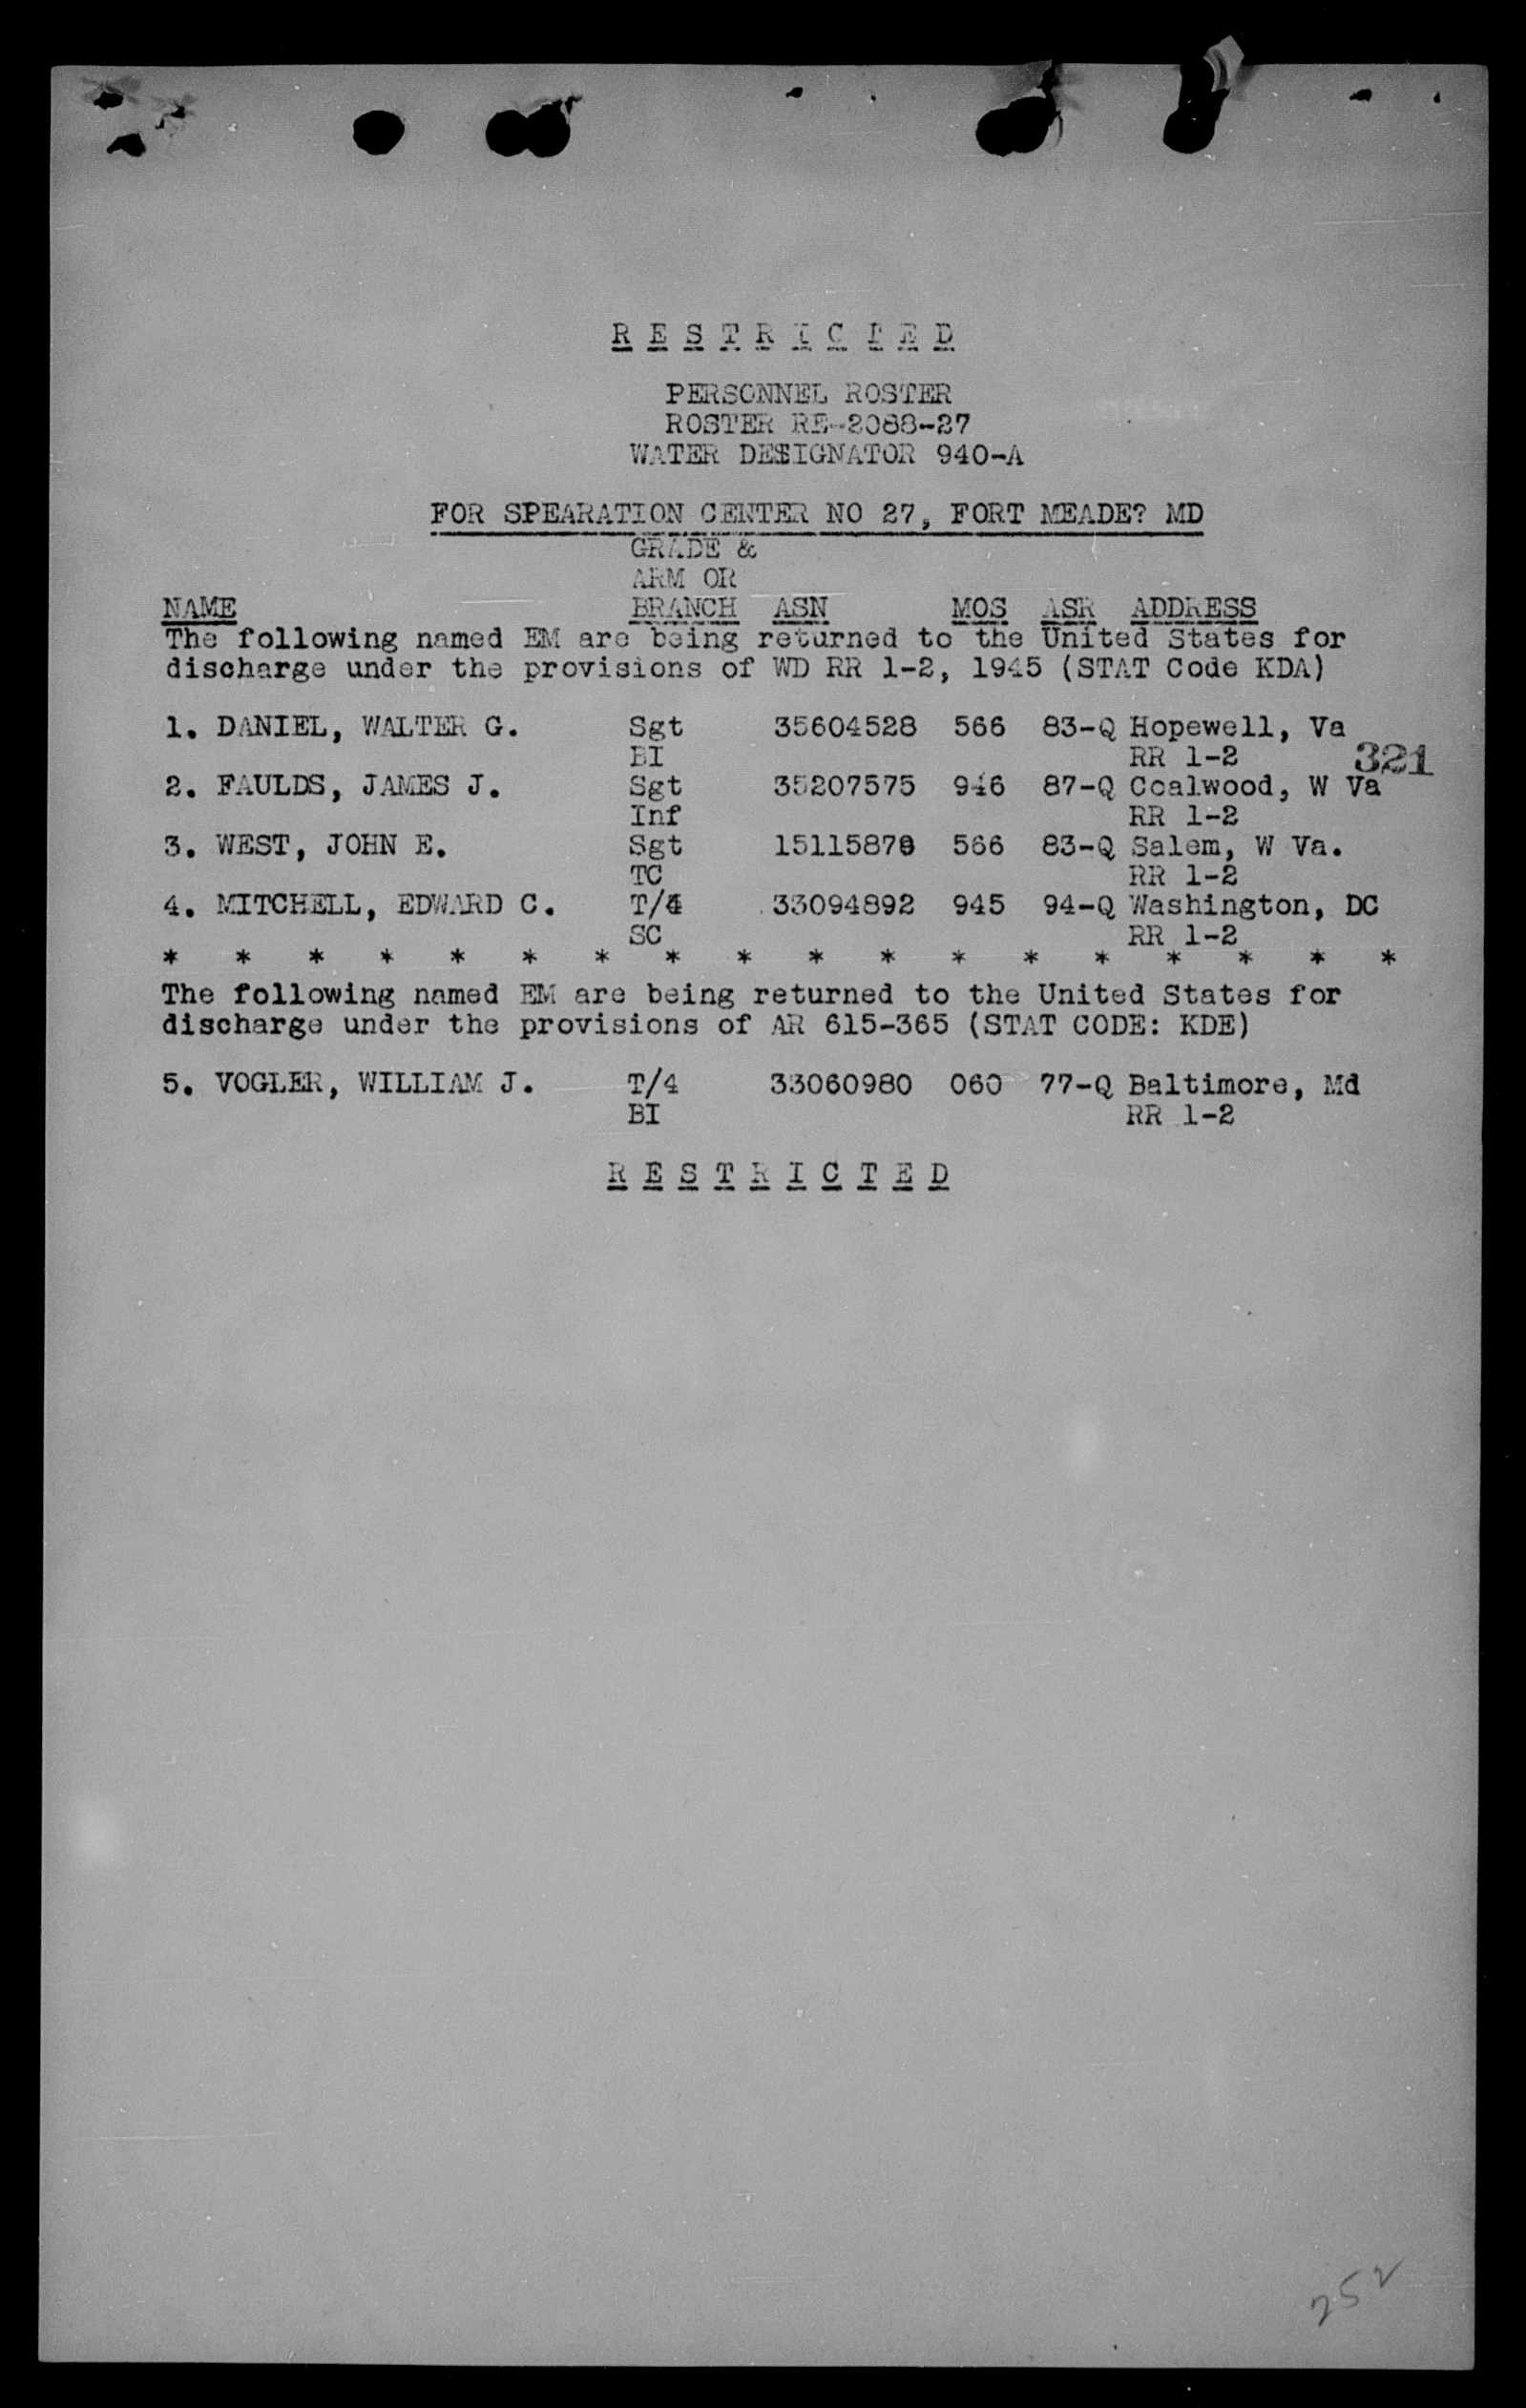 R E S T R I C T E D
PERSONNEL ROSTER
ROSTER RE-2088-27
WATER DESIGNATOR 940-A
FOR SPEARATION CENTER NO 27, FORT MEADE? MD
GRADE &
ARM OR
NAME BRANCH ASN MOS ASR ADDRESS
The following named EM are being returned to the United States for
discharge under the provisions of WD RR 1-2, 1945 (STAT Code KDA)
1. DANIEL, WALTER G. Sgt 35604528 566 83-Q Hopewell, Va
BI RR 1-2 321
2. FAULDS, JAMES J. Sgt 35207575 946 87-Q Coalwood, W Va
Inf RR 1-2
3. WEST, JOHN E. Sgt 15115879 566 83-Q Salem, W Va.
TC RR 1-2
4. MITCHELL, EDWARD C. T/4 33094892 945 94-Q Washington, DC
SC RR 1-2
* * * * * * * * * * * * * * * * * *
The following named EM are being returned to the United States for
discharge under the provisions of AR 615-365 (STAT CODE: KDE)
5. VOGLER, WILLIAM J. T/4 33060980 060 77-Q Baltimore, Md
BI RR 1-2
R E S T R I C T E D
252